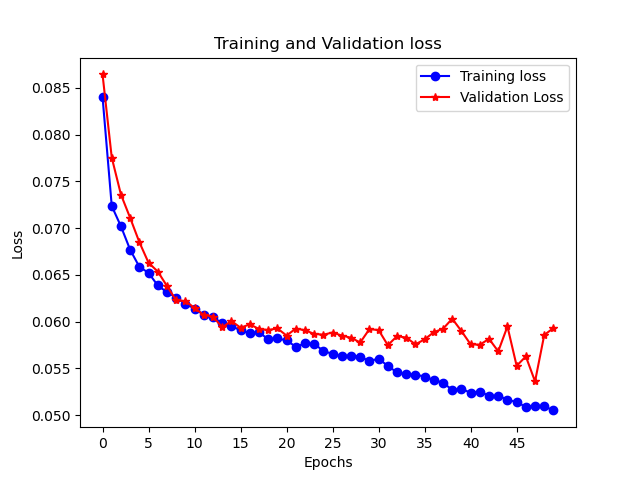 Training and Validation loss
Training loss
Validation Loss
Loss
0.085
0.080
0.075
0.070
0.065
0.060
0.055
0.050
0 5 10 15 20 25 30 35 40 45
Epochs